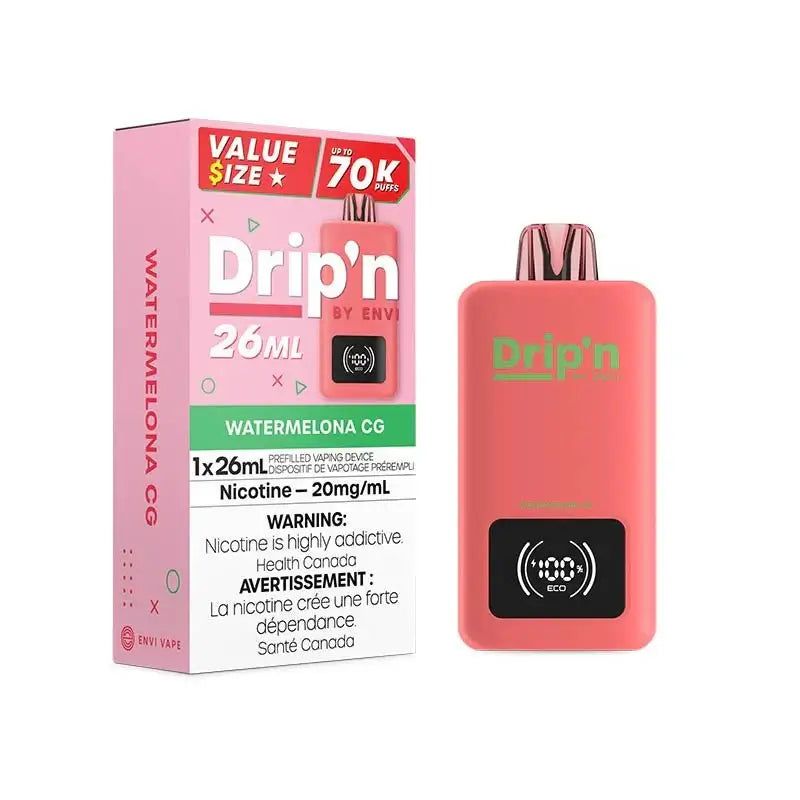 VALUE
$IZE ★
UP TO
70K
PUFFS
Drip'n
BY ENVI
26ML
100%
ECO
WATERMELONA CG
1x26mL PREFILLED VAPING DEVICE
DISPOSITIF DE VAPOTAGE PRÉREMPLI
Nicotine – 20mg/mL
WARNING:
Nicotine is highly addictive.
Health Canada
AVERTISSEMENT :
La nicotine crée une forte
dépendance.
Santé Canada
WATERMELONA CG
ENVI VAPE
Drip'n
100%
ECO